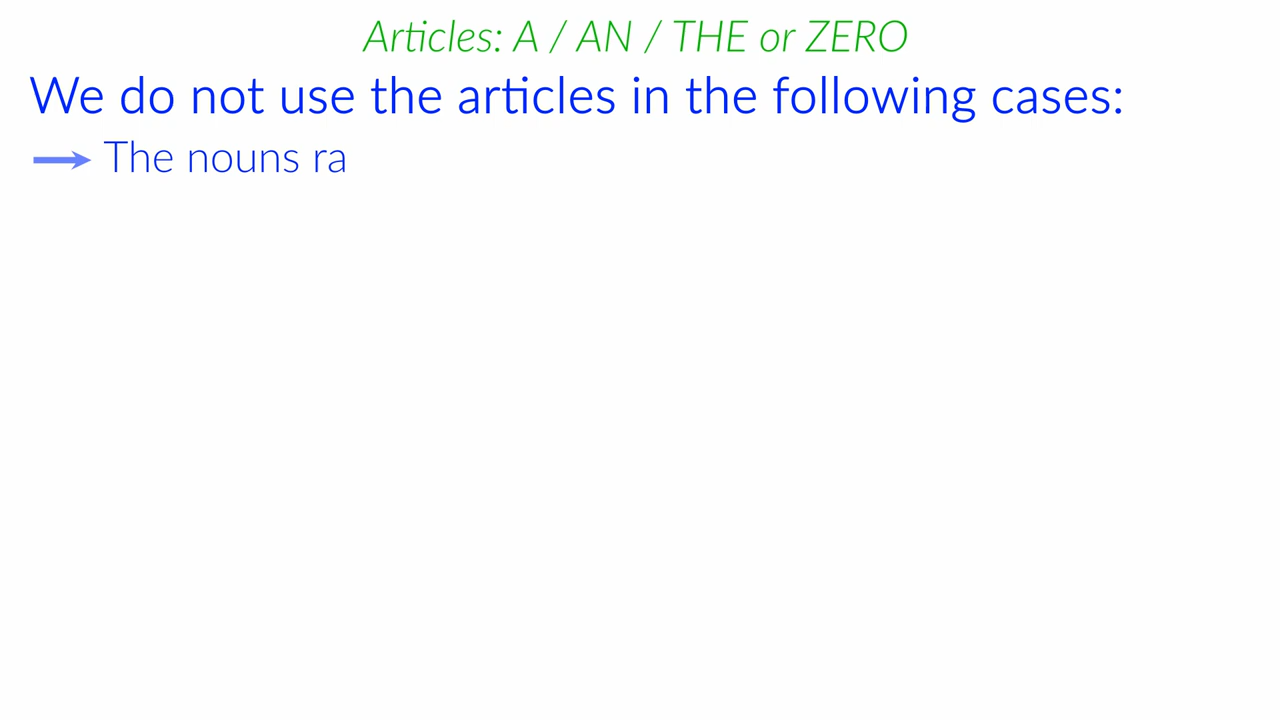 Articles: A / AN / THE or ZERO
We do not use the articles in the following cases:
The nouns ra